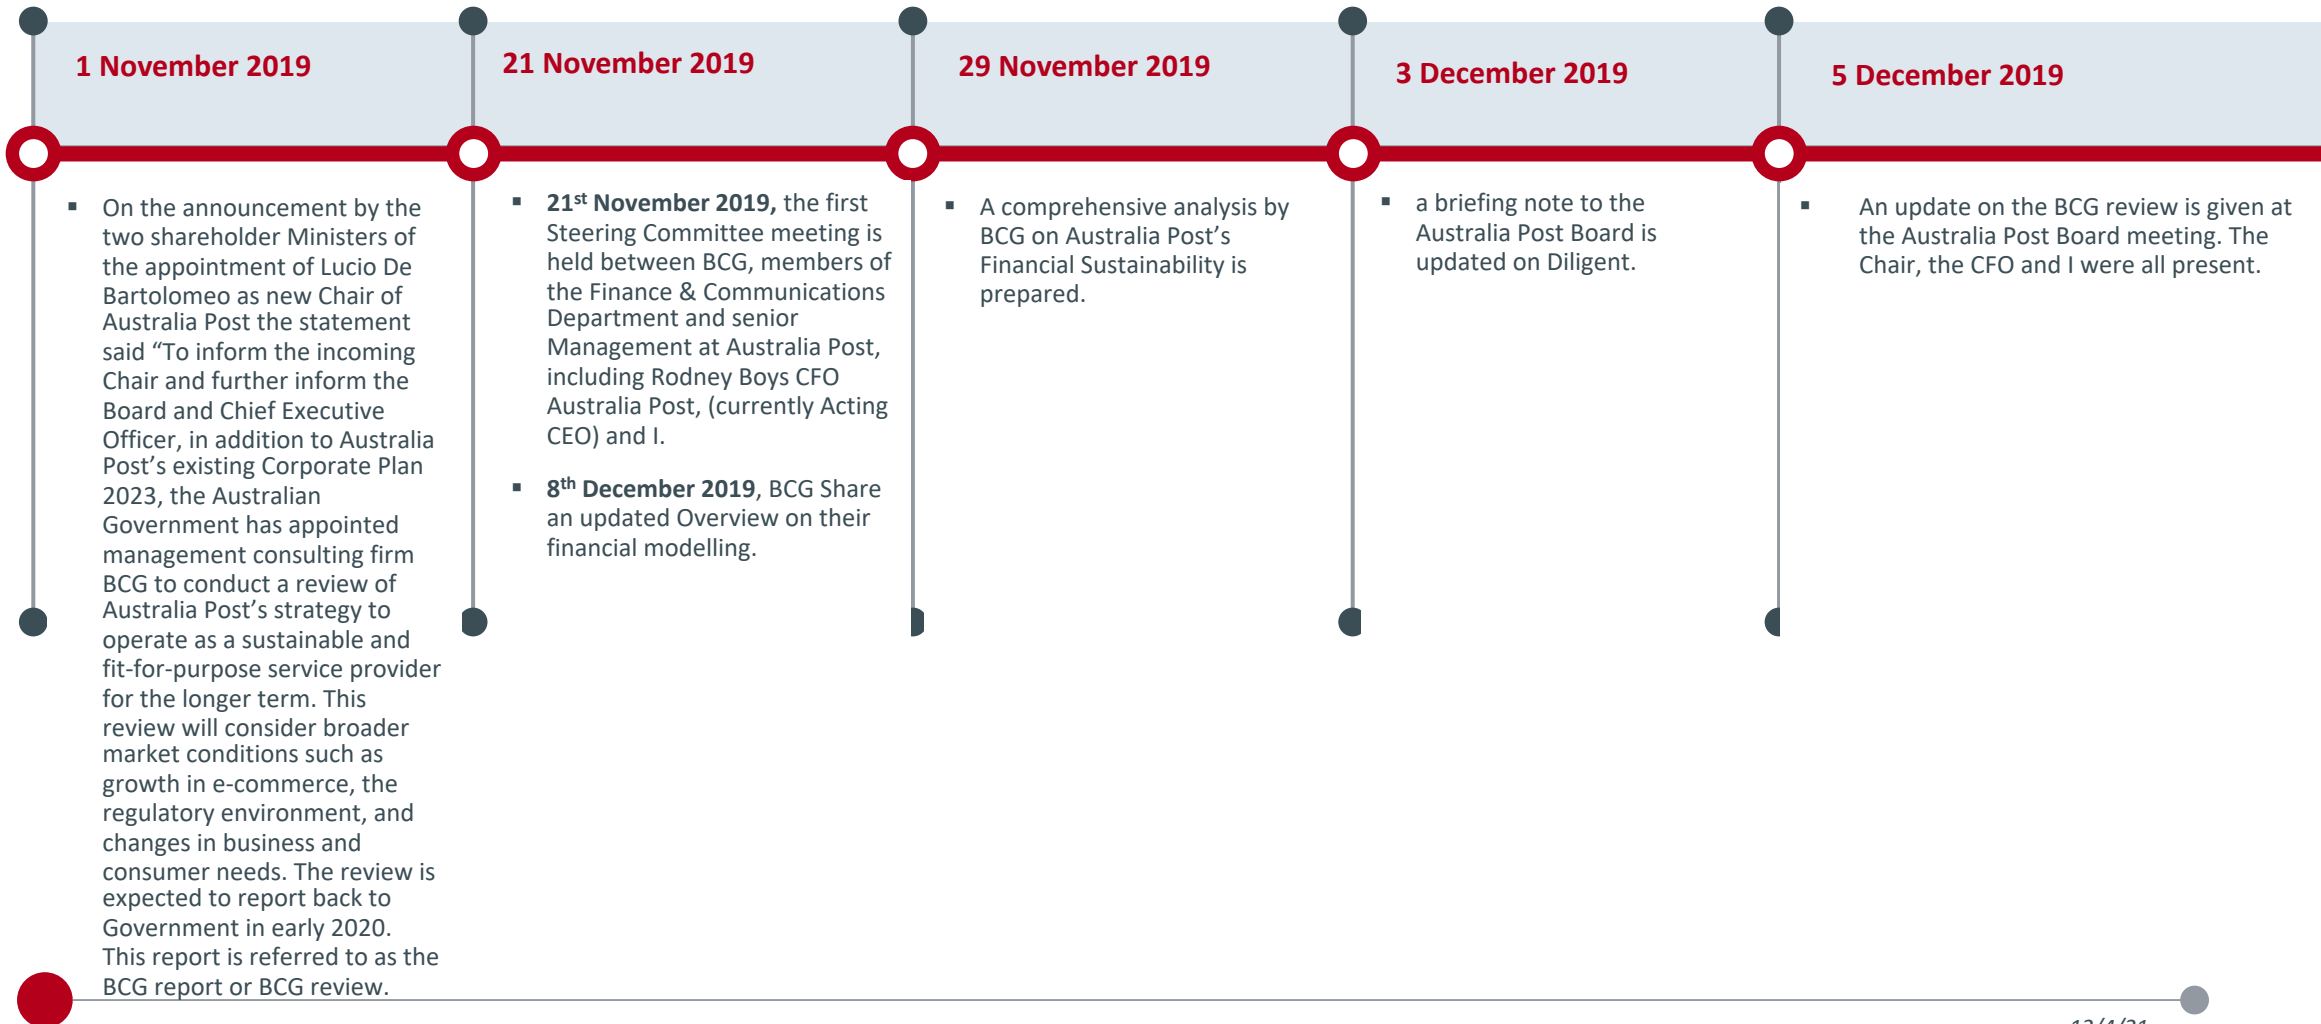 1 November 2019
▪ On the announcement by the
two shareholder Ministers of
the appointment of Lucio De
Bartolomeo as new Chair of
Australia Post the statement
said “To inform the incoming
Chair and further inform the
Board and Chief Executive
Officer, in addition to Australia
Post’s existing Corporate Plan
2023, the Australian
Government has appointed
management consulting firm
BCG to conduct a review of
Australia Post’s strategy to
operate as a sustainable and
fit-for-purpose service provider
for the longer term. This
review will consider broader
market conditions such as
growth in e-commerce, the
regulatory environment, and
changes in business and
consumer needs. The review is
expected to report back to
Government in early 2020.
This report is referred to as the
BCG report or BCG review.
21 November 2019
▪ 21st November 2019, the first
Steering Committee meeting is
held between BCG, members of
the Finance & Communications
Department and senior
Management at Australia Post,
including Rodney Boys CFO
Australia Post, (currently Acting
CEO) and I.
▪ 8th December 2019, BCG Share
an updated Overview on their
financial modelling.
29 November 2019
▪ A comprehensive analysis by
BCG on Australia Post’s
Financial Sustainability is
prepared.
3 December 2019
▪ a briefing note to the
Australia Post Board is
updated on Diligent.
5 December 2019
▪ An update on the BCG review is given at
the Australia Post Board meeting. The
Chair, the CFO and I were all present.